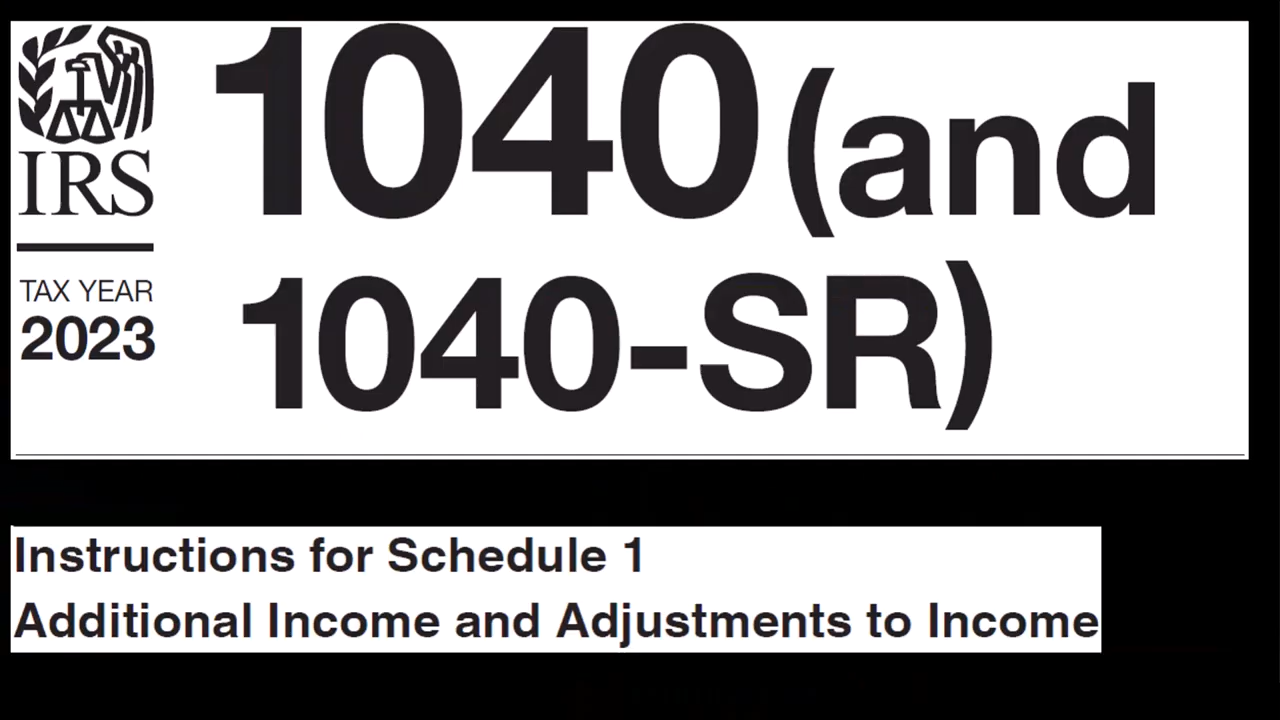 1040 (and
1040-SR)
IRS
TAX YEAR
2023
Instructions for Schedule 1
Additional Income and Adjustments to Income